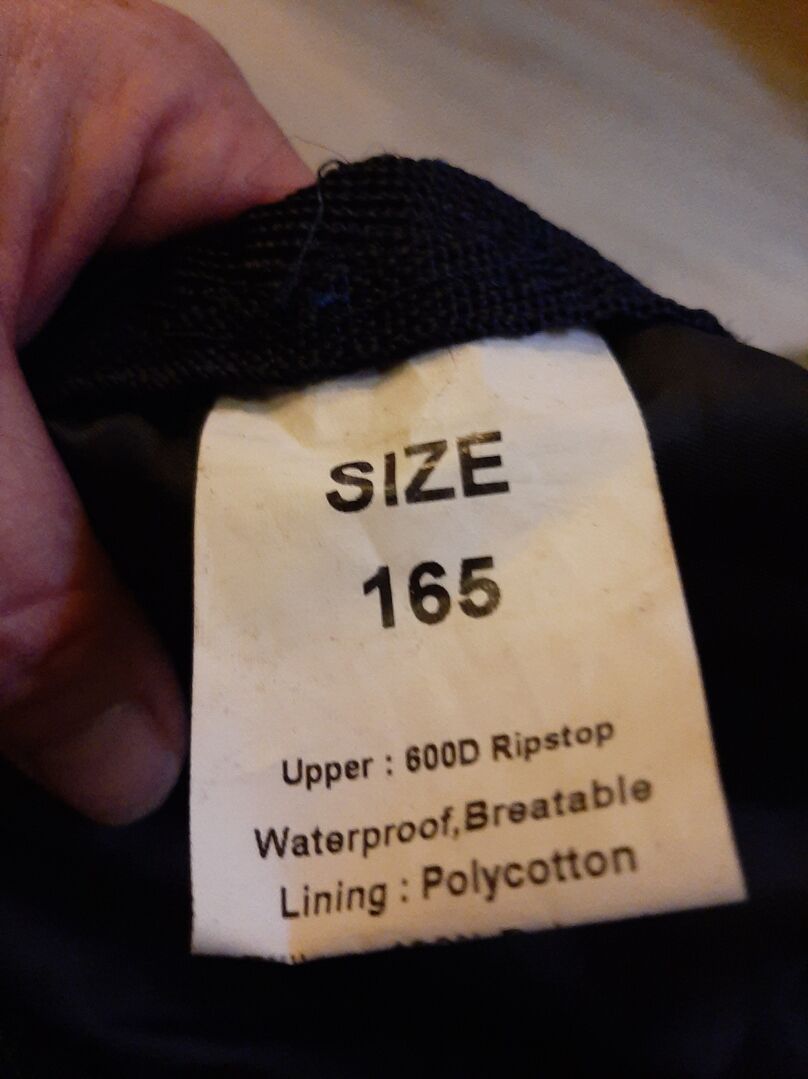 SIZE
165
Upper : 600D Ripstop
Waterproof,Breatable
Lining : Polycotton